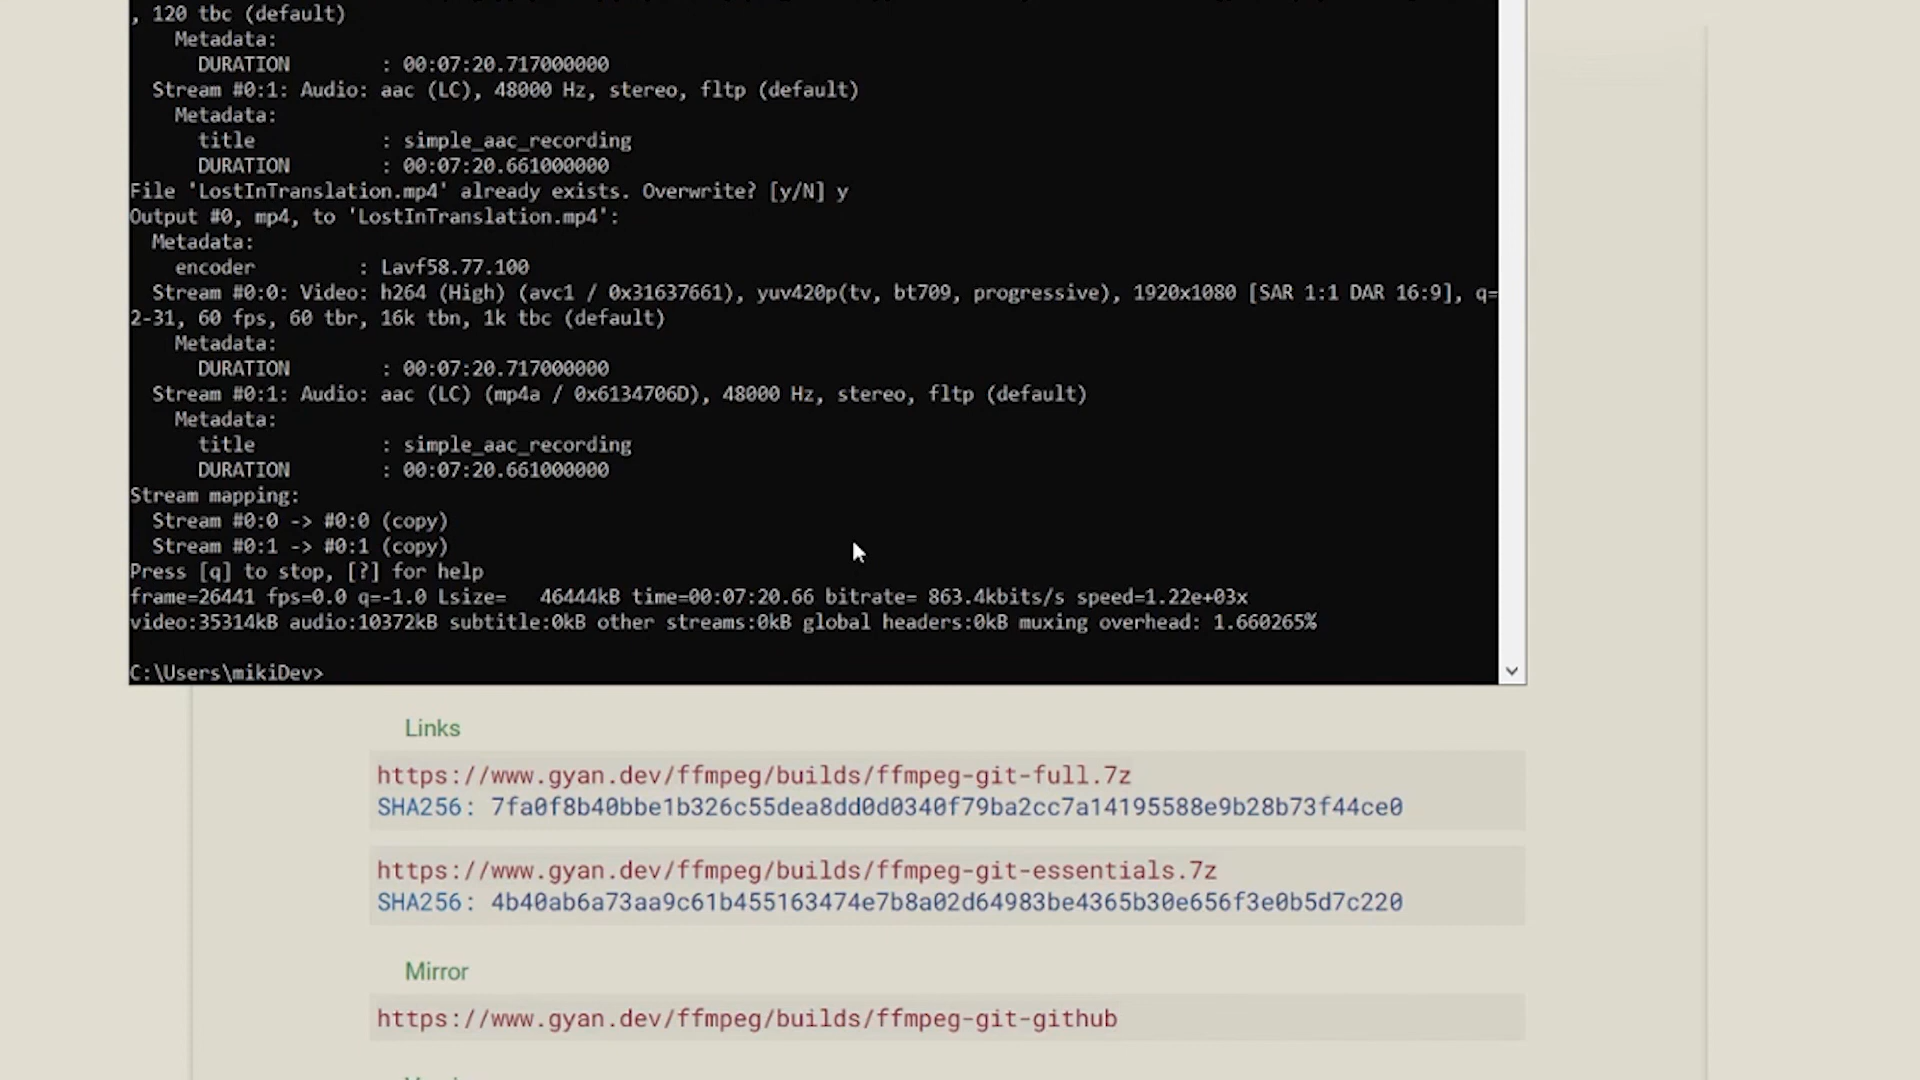 , 120 tbc (default)
Metadata:
DURATION : 00:07:20.717000000
Stream #0:1: Audio: aac (LC), 48000 Hz, stereo, fltp (default)
Metadata:
title : simple_aac_recording
DURATION : 00:07:20.661000000
File 'LostInTranslation.mp4' already exists. Overwrite? [y/N] y
Output #0, mp4, to 'LostInTranslation.mp4':
Metadata:
encoder : Lavf58.77.100
Stream #0:0: Video: h264 (High) (avc1 / 0x31637661), yuv420p(tv, bt709, progressive), 1920x1080 [SAR 1:1 DAR 16:9], q=
2-31, 60 fps, 60 tbr, 16k tbn, 1k tbc (default)
Metadata:
DURATION : 00:07:20.717000000
Stream #0:1: Audio: aac (LC) (mp4a / 0x6134706D), 48000 Hz, stereo, fltp (default)
Metadata:
title : simple_aac_recording
DURATION : 00:07:20.661000000
Stream mapping:
Stream #0:0 -> #0:0 (copy)
Stream #0:1 -> #0:1 (copy)
Press [q] to stop, [?] for help
frame=26441 fps=0.0 q=-1.0 Lsize= 46444kB time=00:07:20.66 bitrate= 863.4kbits/s speed=1.22e+03x
video:35314kB audio:10372kB subtitle:0kB other streams:0kB global headers:0kB muxing overhead: 1.660265%
C:\Users\mikiDev>
Links
https://www.gyan.dev/ffmpeg/builds/ffmpeg-git-full.7z
SHA256: 7fa0f8b40bbe1b326c55dea8dd0d0340f79ba2cc7a14195588e9b28b73f44ce0
https://www.gyan.dev/ffmpeg/builds/ffmpeg-git-essentials.7z
SHA256: 4b40ab6a73aa9c61b455163474e7b8a02d64983be4365b30e656f3e0b5d7c220
Mirror
https://www.gyan.dev/ffmpeg/builds/ffmpeg-git-github